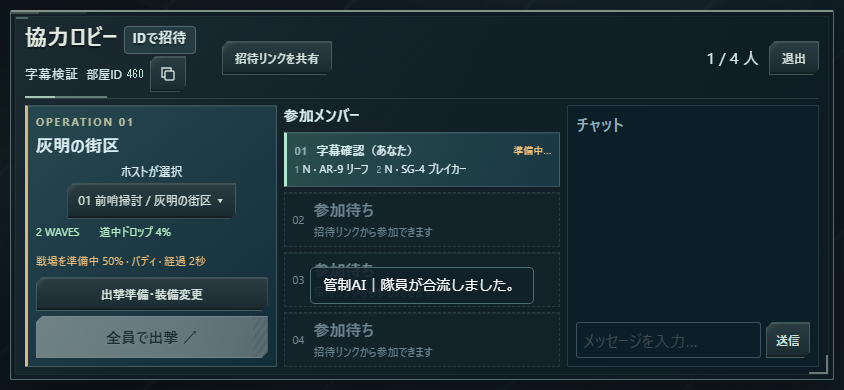 協力ロビー IDで招待
字幕検証 部屋ID 460
招待リンクを共有
1 / 4 人
退出
OPERATION 01
灰明の街区
ホストが選択
01 前哨掃討 / 灰明の街区 ▾
2 WAVES 道中ドロップ 4%
戦場を準備中 50% · バディ · 経過 2秒
出撃準備・装備変更
全員で出撃 ／
参加メンバー
01 字幕確認（あなた） 準備中...
1 N · AR-9 リーフ 2 N · SG-4 ブレイカー
02 参加待ち
招待リンクから参加できます
03 参加待ち
管制AI｜隊員が合流しました。
04 参加待ち
招待リンクから参加できます
チャット
メッセージを入力...
送信